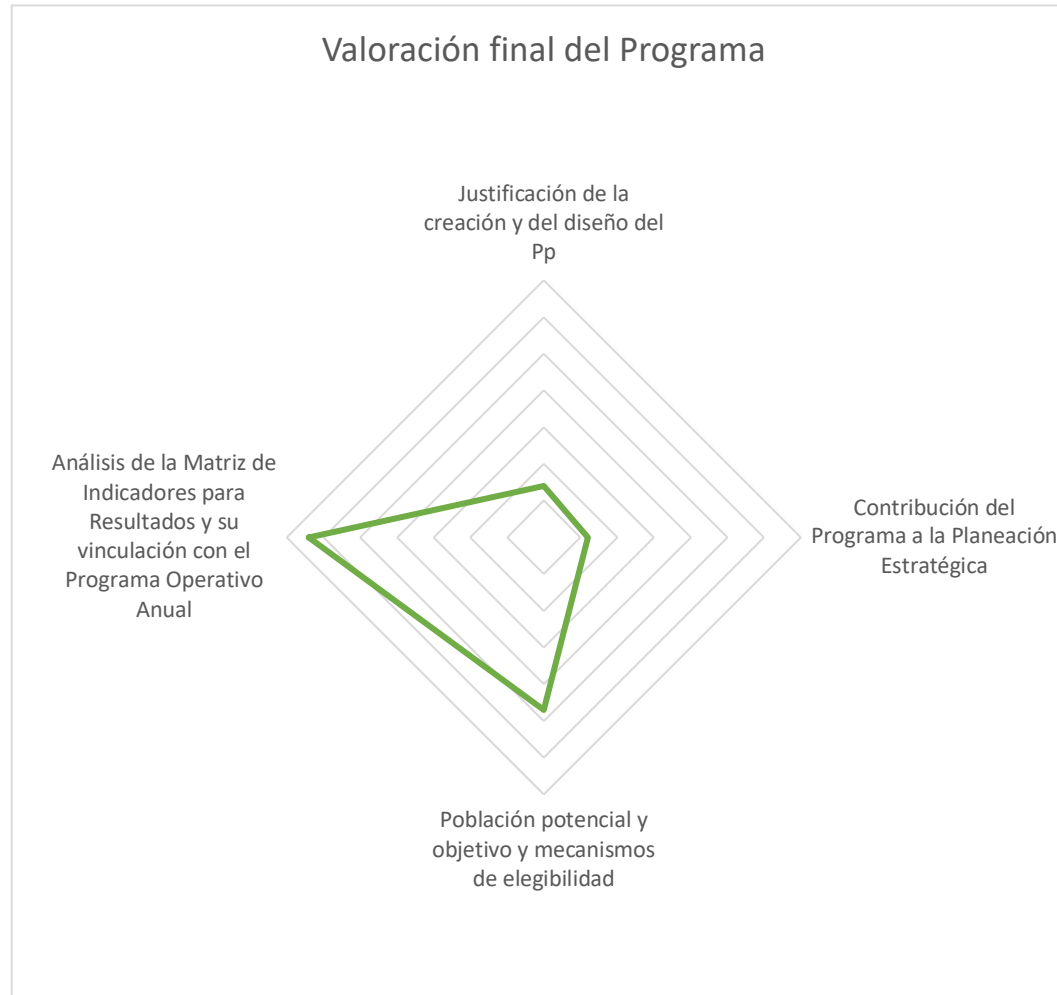 Valoración final del Programa
Justificación de la
creación y del diseño del
Pp
Análisis de la Matriz de
Indicadores para
Resultados y su
vinculación con el
Programa Operativo
Anual
Contribución del
Programa a la Planeación
Estratégica
Población potencial y
objetivo y mecanismos
de elegibilidad